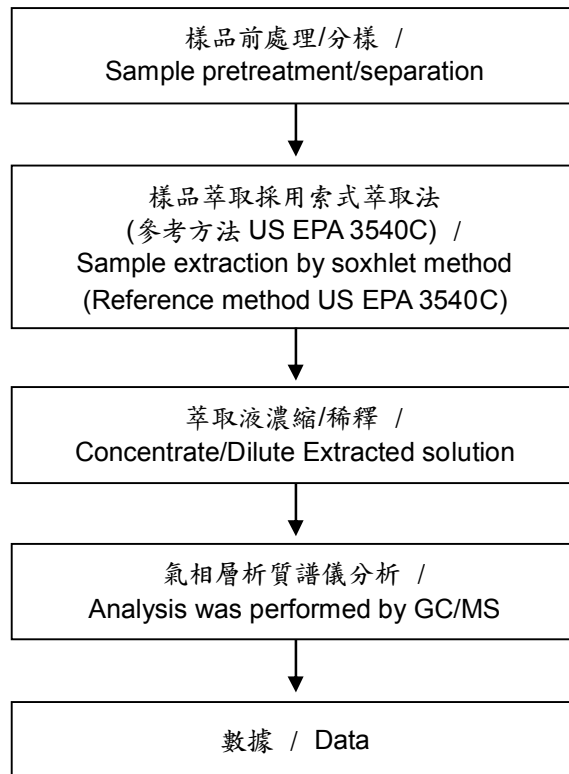 樣品前處理/分樣 /
Sample pretreatment/separation
樣品萃取採用索式萃取法
(參考方法 US EPA 3540C) /
Sample extraction by soxhlet method
(Reference method US EPA 3540C)
萃取液濃縮/稀釋 /
Concentrate/Dilute Extracted solution
氣相層析質譜儀分析 /
Analysis was performed by GC/MS
數據 / Data